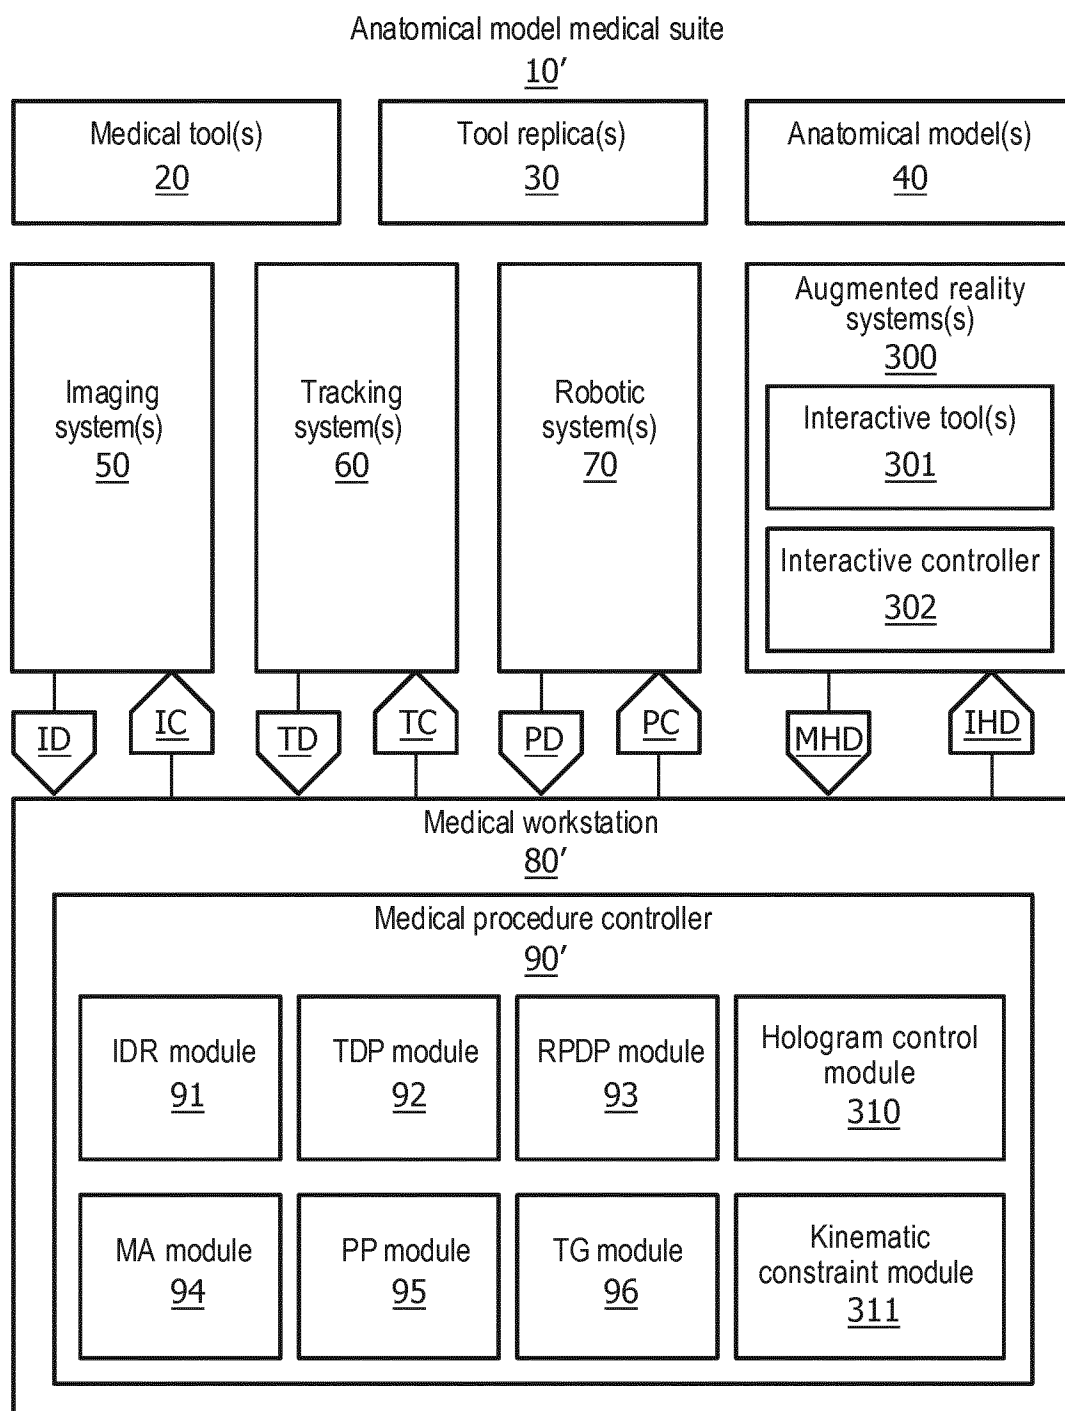 Anatomical model medical suite
10′
Medical tool(s)
20
Tool replica(s)
30
Anatomical model(s)
40
Imaging
system(s)
50
Tracking
system(s)
60
Robotic
system(s)
70
Augmented reality
systems(s)
300
Interactive tool(s)
301
Interactive controller
302
ID
IC
TD
TC
PD
PC
MHD
IHD
Medical workstation
80′
Medical procedure controller
90′
IDR module
91
TDP module
92
RPDP module
93
Hologram control
module
310
MA module
94
PP module
95
TG module
96
Kinematic
constraint module
311